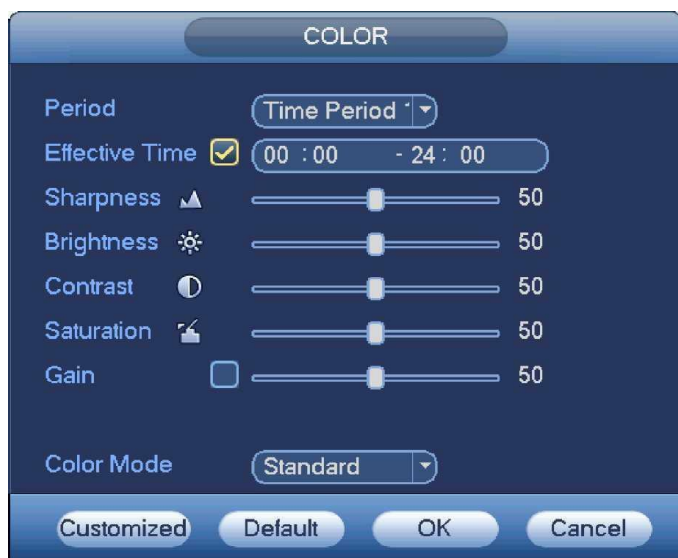 COLOR
Period Time Period
Effective Time 00 : 00 - 24 : 00
Sharpness 50
Brightness 50
Contrast 50
Saturation 50
Gain 50
Color Mode Standard
Customized Default OK Cancel